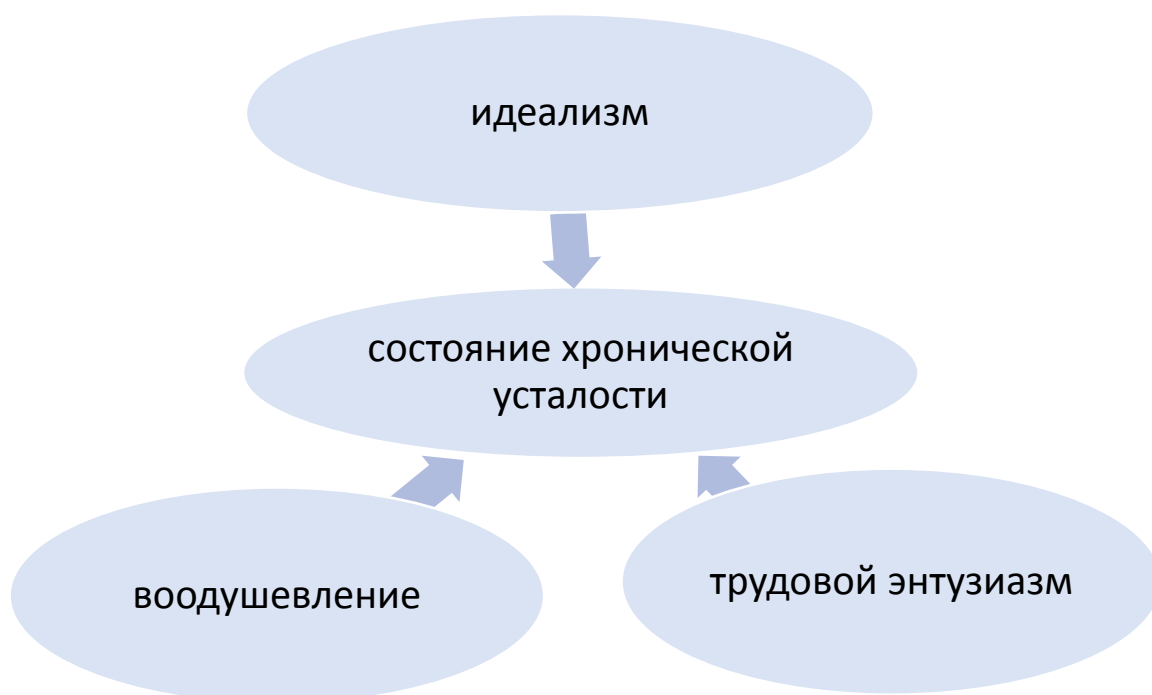 идеализм
состояние хронической
усталости
воодушевление
трудовой энтузиазм